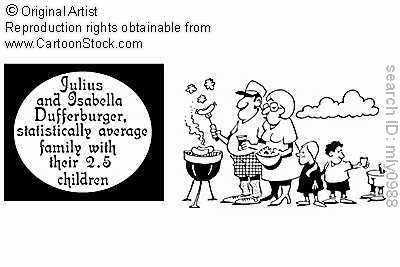 © Original Artist
Reproduction rights obtainable from
www.CartoonStock.com
Julius
and Isabella
Dufferburger,
statistically average
family with
their 2.5
children
search ID: mly0988